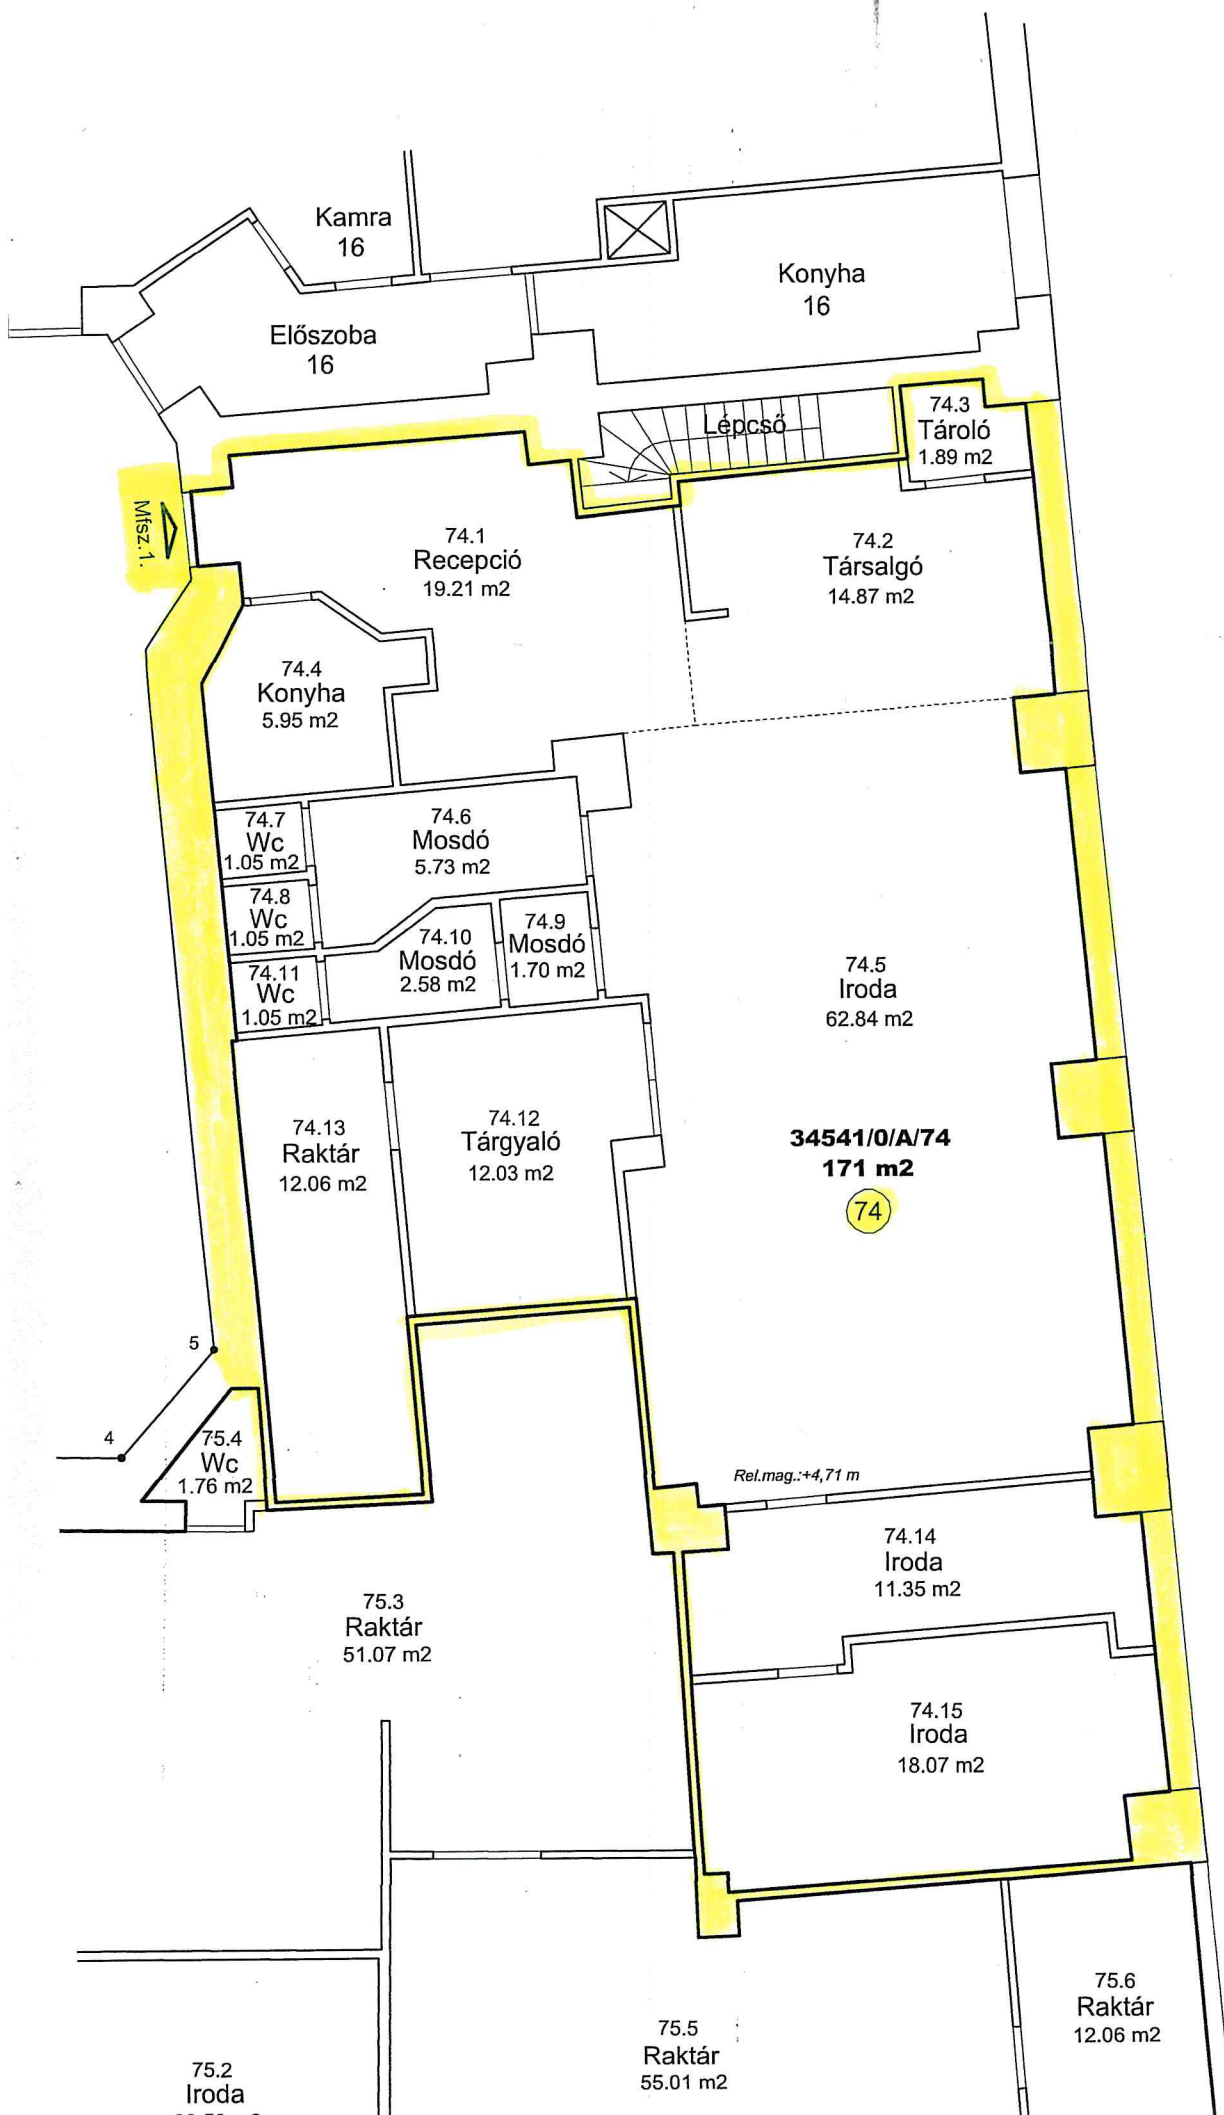 Kamra
16
Konyha
16
Előszoba
16
Lépcső
74.3
Tároló
1.89 m2
Mfsz.1.
74.1
Recepció
19.21 m2
74.2
Társalgó
14.87 m2
74.4
Konyha
5.95 m2
74.7
Wc
1.05 m2
74.6
Mosdó
5.73 m2
74.8
Wc
1.05 m2
74.9
Mosdó
1.70 m2
74.10
Mosdó
2.58 m2
74.11
Wc
1.05 m2
74.5
Iroda
62.84 m2
74.13
Raktár
12.06 m2
74.12
Tárgyaló
12.03 m2
34541/0/A/74
171 m2
74
5
4
75.4
Wc
1.76 m2
Rel.mag.:+4,71 m
74.14
Iroda
11.35 m2
75.3
Raktár
51.07 m2
74.15
Iroda
18.07 m2
75.6
Raktár
12.06 m2
75.5
Raktár
55.01 m2
75.2
Iroda